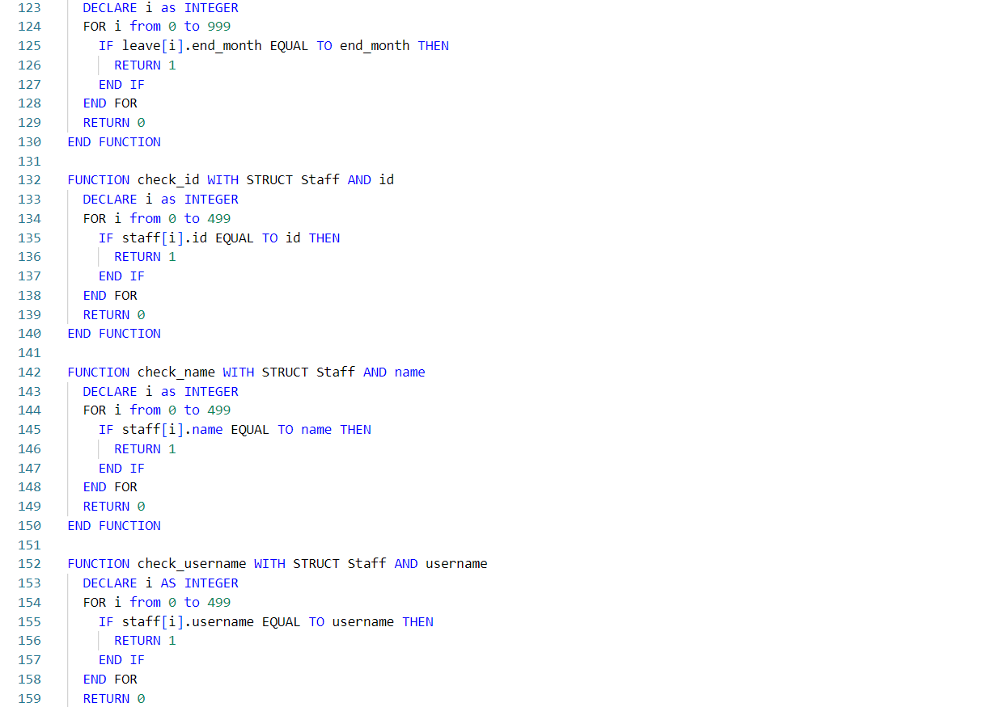 123 DECLARE i as INTEGER
124 FOR i from 0 to 999
125 IF leave[i].end_month EQUAL TO end_month THEN
126 RETURN 1
127 END IF
128 END FOR
129 RETURN 0
130 END FUNCTION
131
132 FUNCTION check_id WITH STRUCT Staff AND id
133 DECLARE i as INTEGER
134 FOR i from 0 to 499
135 IF staff[i].id EQUAL TO id THEN
136 RETURN 1
137 END IF
138 END FOR
139 RETURN 0
140 END FUNCTION
141
142 FUNCTION check_name WITH STRUCT Staff AND name
143 DECLARE i as INTEGER
144 FOR i from 0 to 499
145 IF staff[i].name EQUAL TO name THEN
146 RETURN 1
147 END IF
148 END FOR
149 RETURN 0
150 END FUNCTION
151
152 FUNCTION check_username WITH STRUCT Staff AND username
153 DECLARE i AS INTEGER
154 FOR i from 0 to 499
155 IF staff[i].username EQUAL TO username THEN
156 RETURN 1
157 END IF
158 END FOR
159 RETURN 0